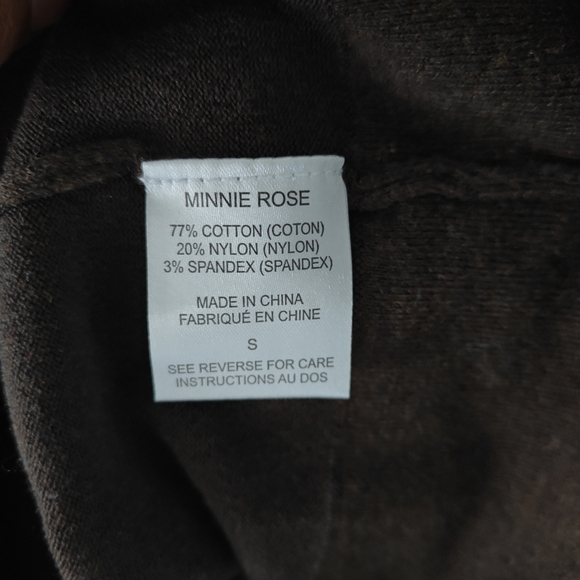 MINNIE ROSE
77% COTTON (COTON)
20% NYLON (NYLON)
3% SPANDEX (SPANDEX)
MADE IN CHINA
FABRIQUÉ EN CHINE
S
SEE REVERSE FOR CARE
INSTRUCTIONS AU DOS